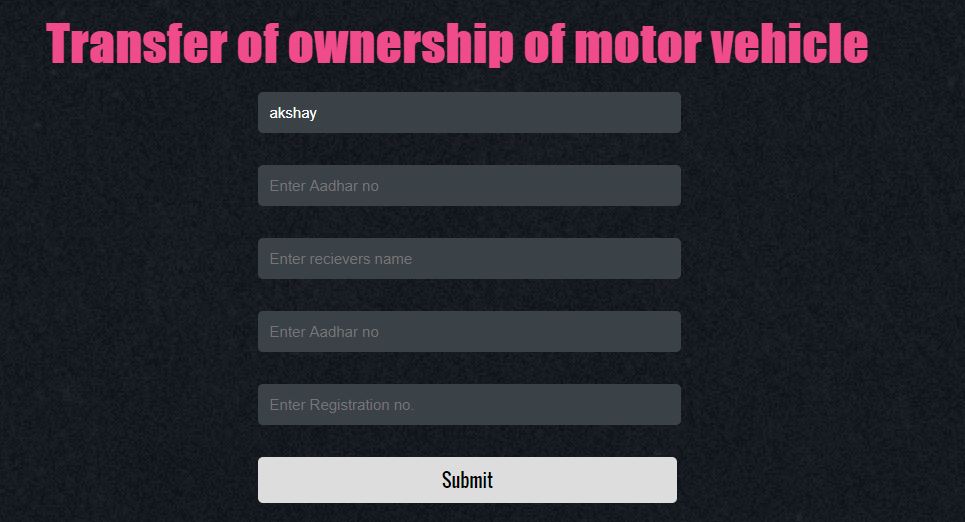 Transfer of ownership of motor vehicle
akshay
Enter Aadhar no
Enter recievers name
Enter Aadhar no
Enter Registration no.
Submit